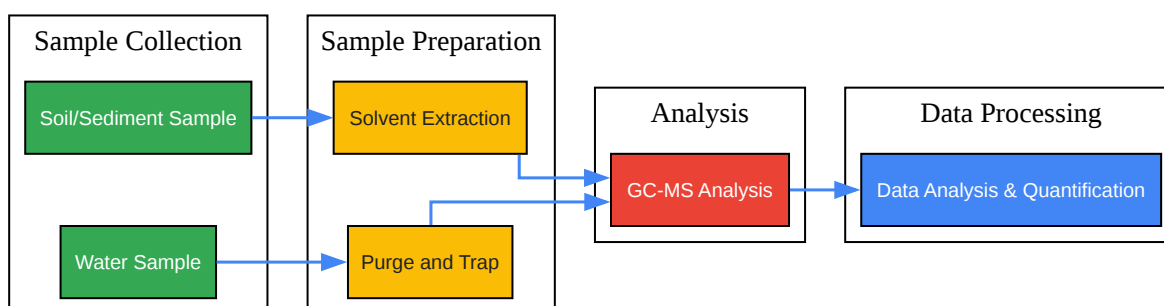 Sample Collection
Soil/Sediment Sample
Water Sample
Sample Preparation
Solvent Extraction
Purge and Trap
Analysis
GC-MS Analysis
Data Processing
Data Analysis & Quantification